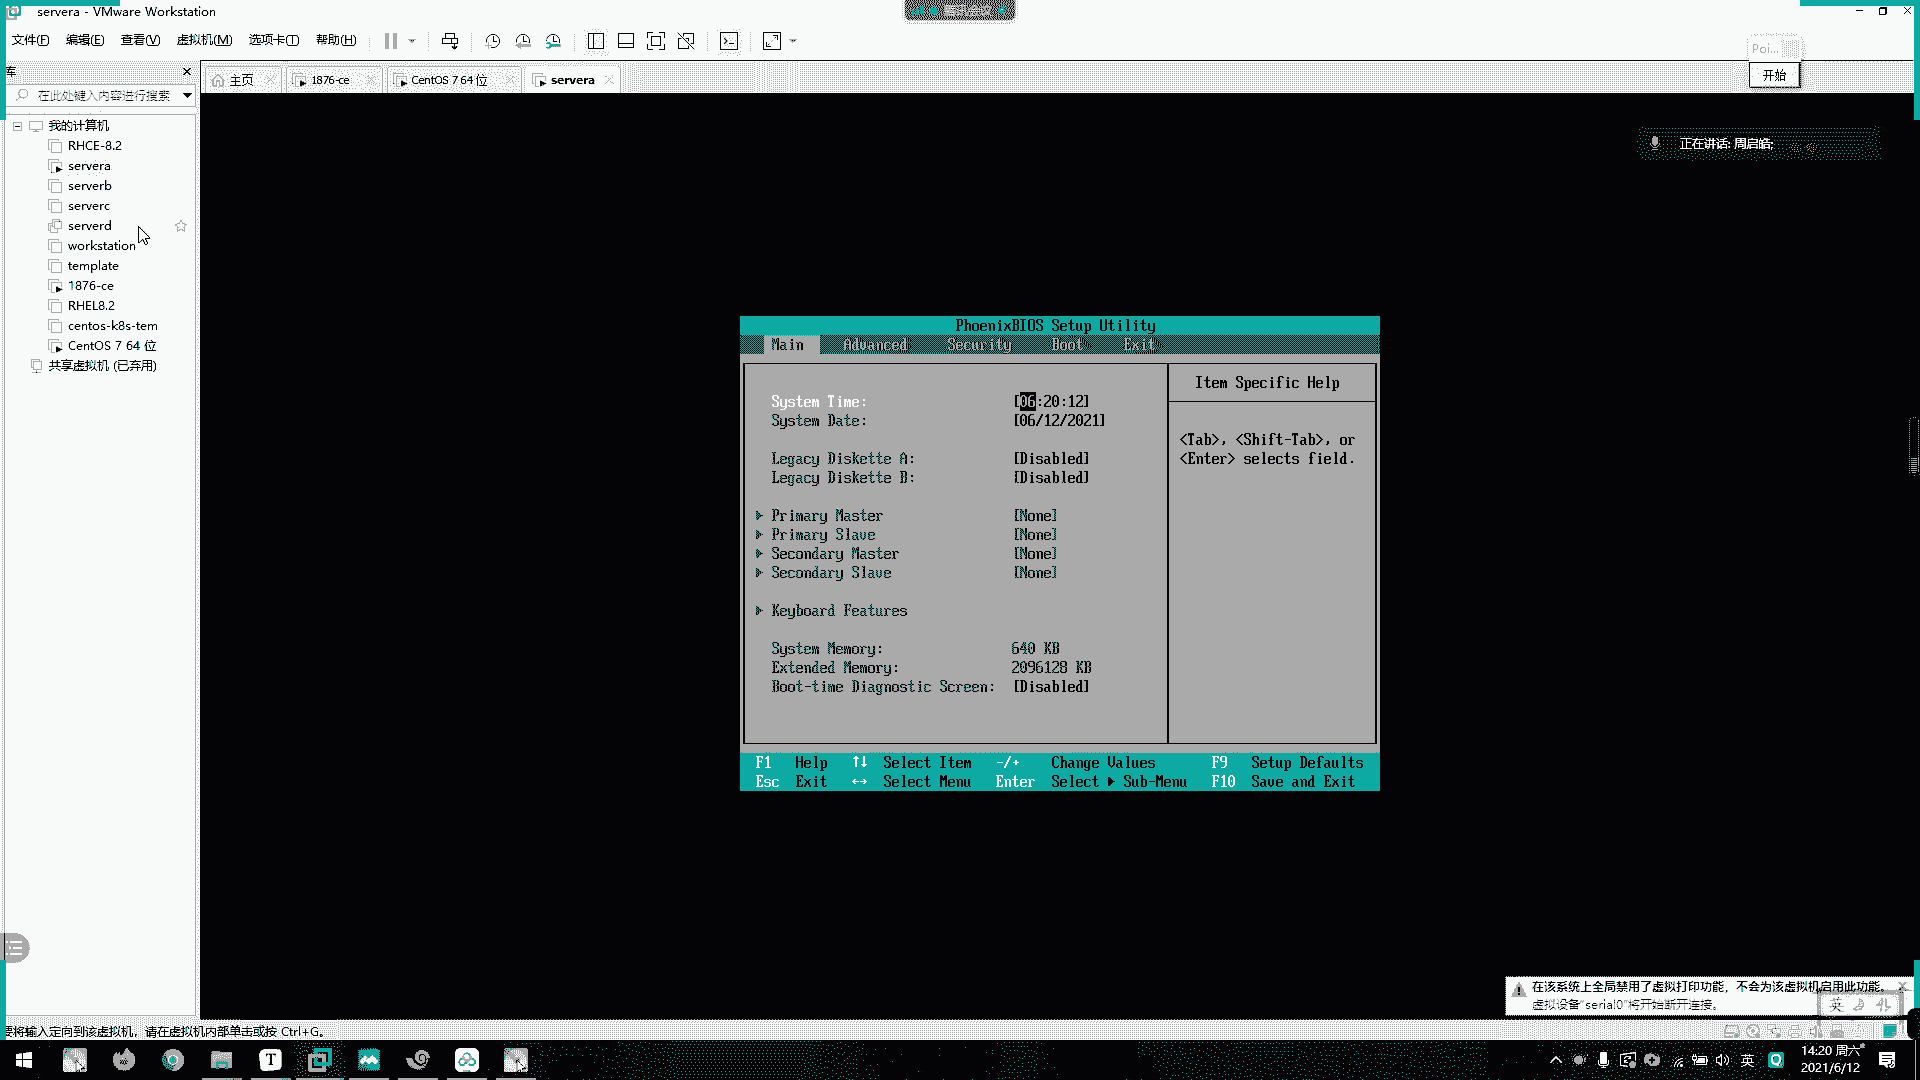 servera - VMware Workstation
文件(F) 编辑(E) 查看(V) 虚拟机(M) 选项卡(T) 帮助(H)
Poi...
开始
库
主页 1876-ce CentOS 7 64 位 servera
在此处键入内容进行搜索
我的计算机
RHCE-8.2
servera
serverb
serverc
serverd
workstation
template
1876-ce
RHEL8.2
centos-k8s-tem
CentOS 7 64 位
共享虚拟机 (已弃用)
正在讲话: 周启皓;
PhoenixBIOS Setup Utility
Main Advanced Security Boot Exit
Item Specific Help
System Time: [06:20:12]
System Date: [06/12/2021]
<Tab>, <Shift-Tab>, or
<Enter> selects field.
Legacy Diskette A: [Disabled]
Legacy Diskette B: [Disabled]
Primary Master [None]
Primary Slave [None]
Secondary Master [None]
Secondary Slave [None]
Keyboard Features
System Memory: 640 KB
Extended Memory: 2096128 KB
Boot-time Diagnostic Screen: [Disabled]
F1 Help ↑↓ Select Item -/+ Change Values F9 Setup Defaults
Esc Exit ↔ Select Menu Enter Select ▶ Sub-Menu F10 Save and Exit
在该系统上全局禁用了虚拟打印功能，不会为该虚拟机启用此功能。
虚拟设备"serial0"将开始断开连接。
英
要将输入定向到该虚拟机，请在虚拟机内部单击或按 Ctrl+G。
英
14:20 周六
2021/6/12